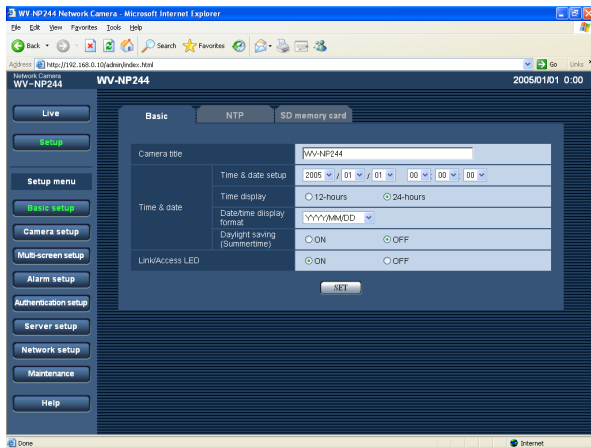 WV-NP244 Network Camera - Microsoft Internet Explorer
File Edit View Favorites Tools Help
Back Search Favorites
Address http://192.168.0.10/admin/index.html Go Links
Network Camera
WV-NP244
WV-NP244
2005/01/01 0:00
Live
Setup
Setup menu
Basic setup
Camera setup
Multi-screen setup
Alarm setup
Authentication setup
Server setup
Network setup
Maintenance
Help
Basic NTP SD memory card
Camera title WV-NP244
Time & date
Time & date setup 2005 / 01 / 01 00 : 00 : 00
Time display 12-hours 24-hours
Date/time display
format
YYYY/MM/DD
Daylight saving
(Summertime)
ON OFF
Link/Access LED ON OFF
SET
Done Internet